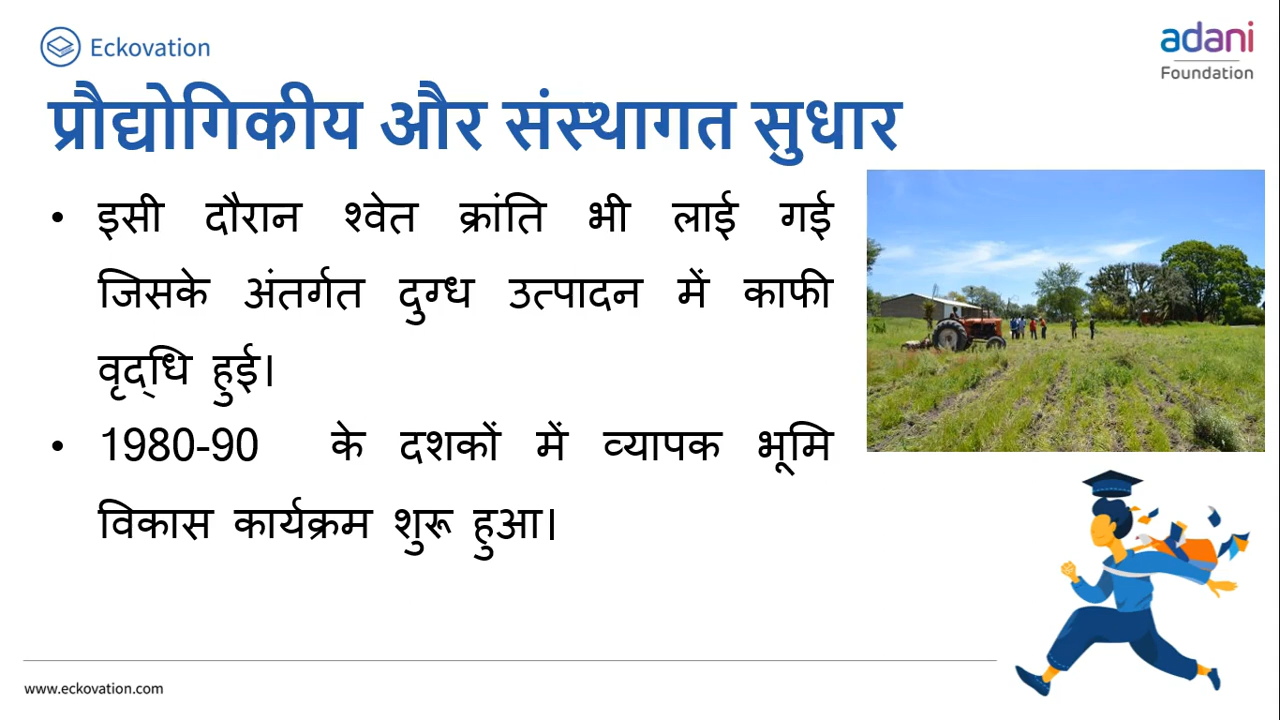 Eckovation
adani
Foundation
प्रौद्योगिकीय और संस्थागत सुधार
• इसी दौरान श्वेत क्रांति भी लाई गई
जिसके अंतर्गत दुग्ध उत्पादन में काफी
वृद्‌धि हुई।
• 1980-90 के दशकों में व्यापक भूमि
विकास कार्यक्रम शुरू हुआ।
www.eckovation.com